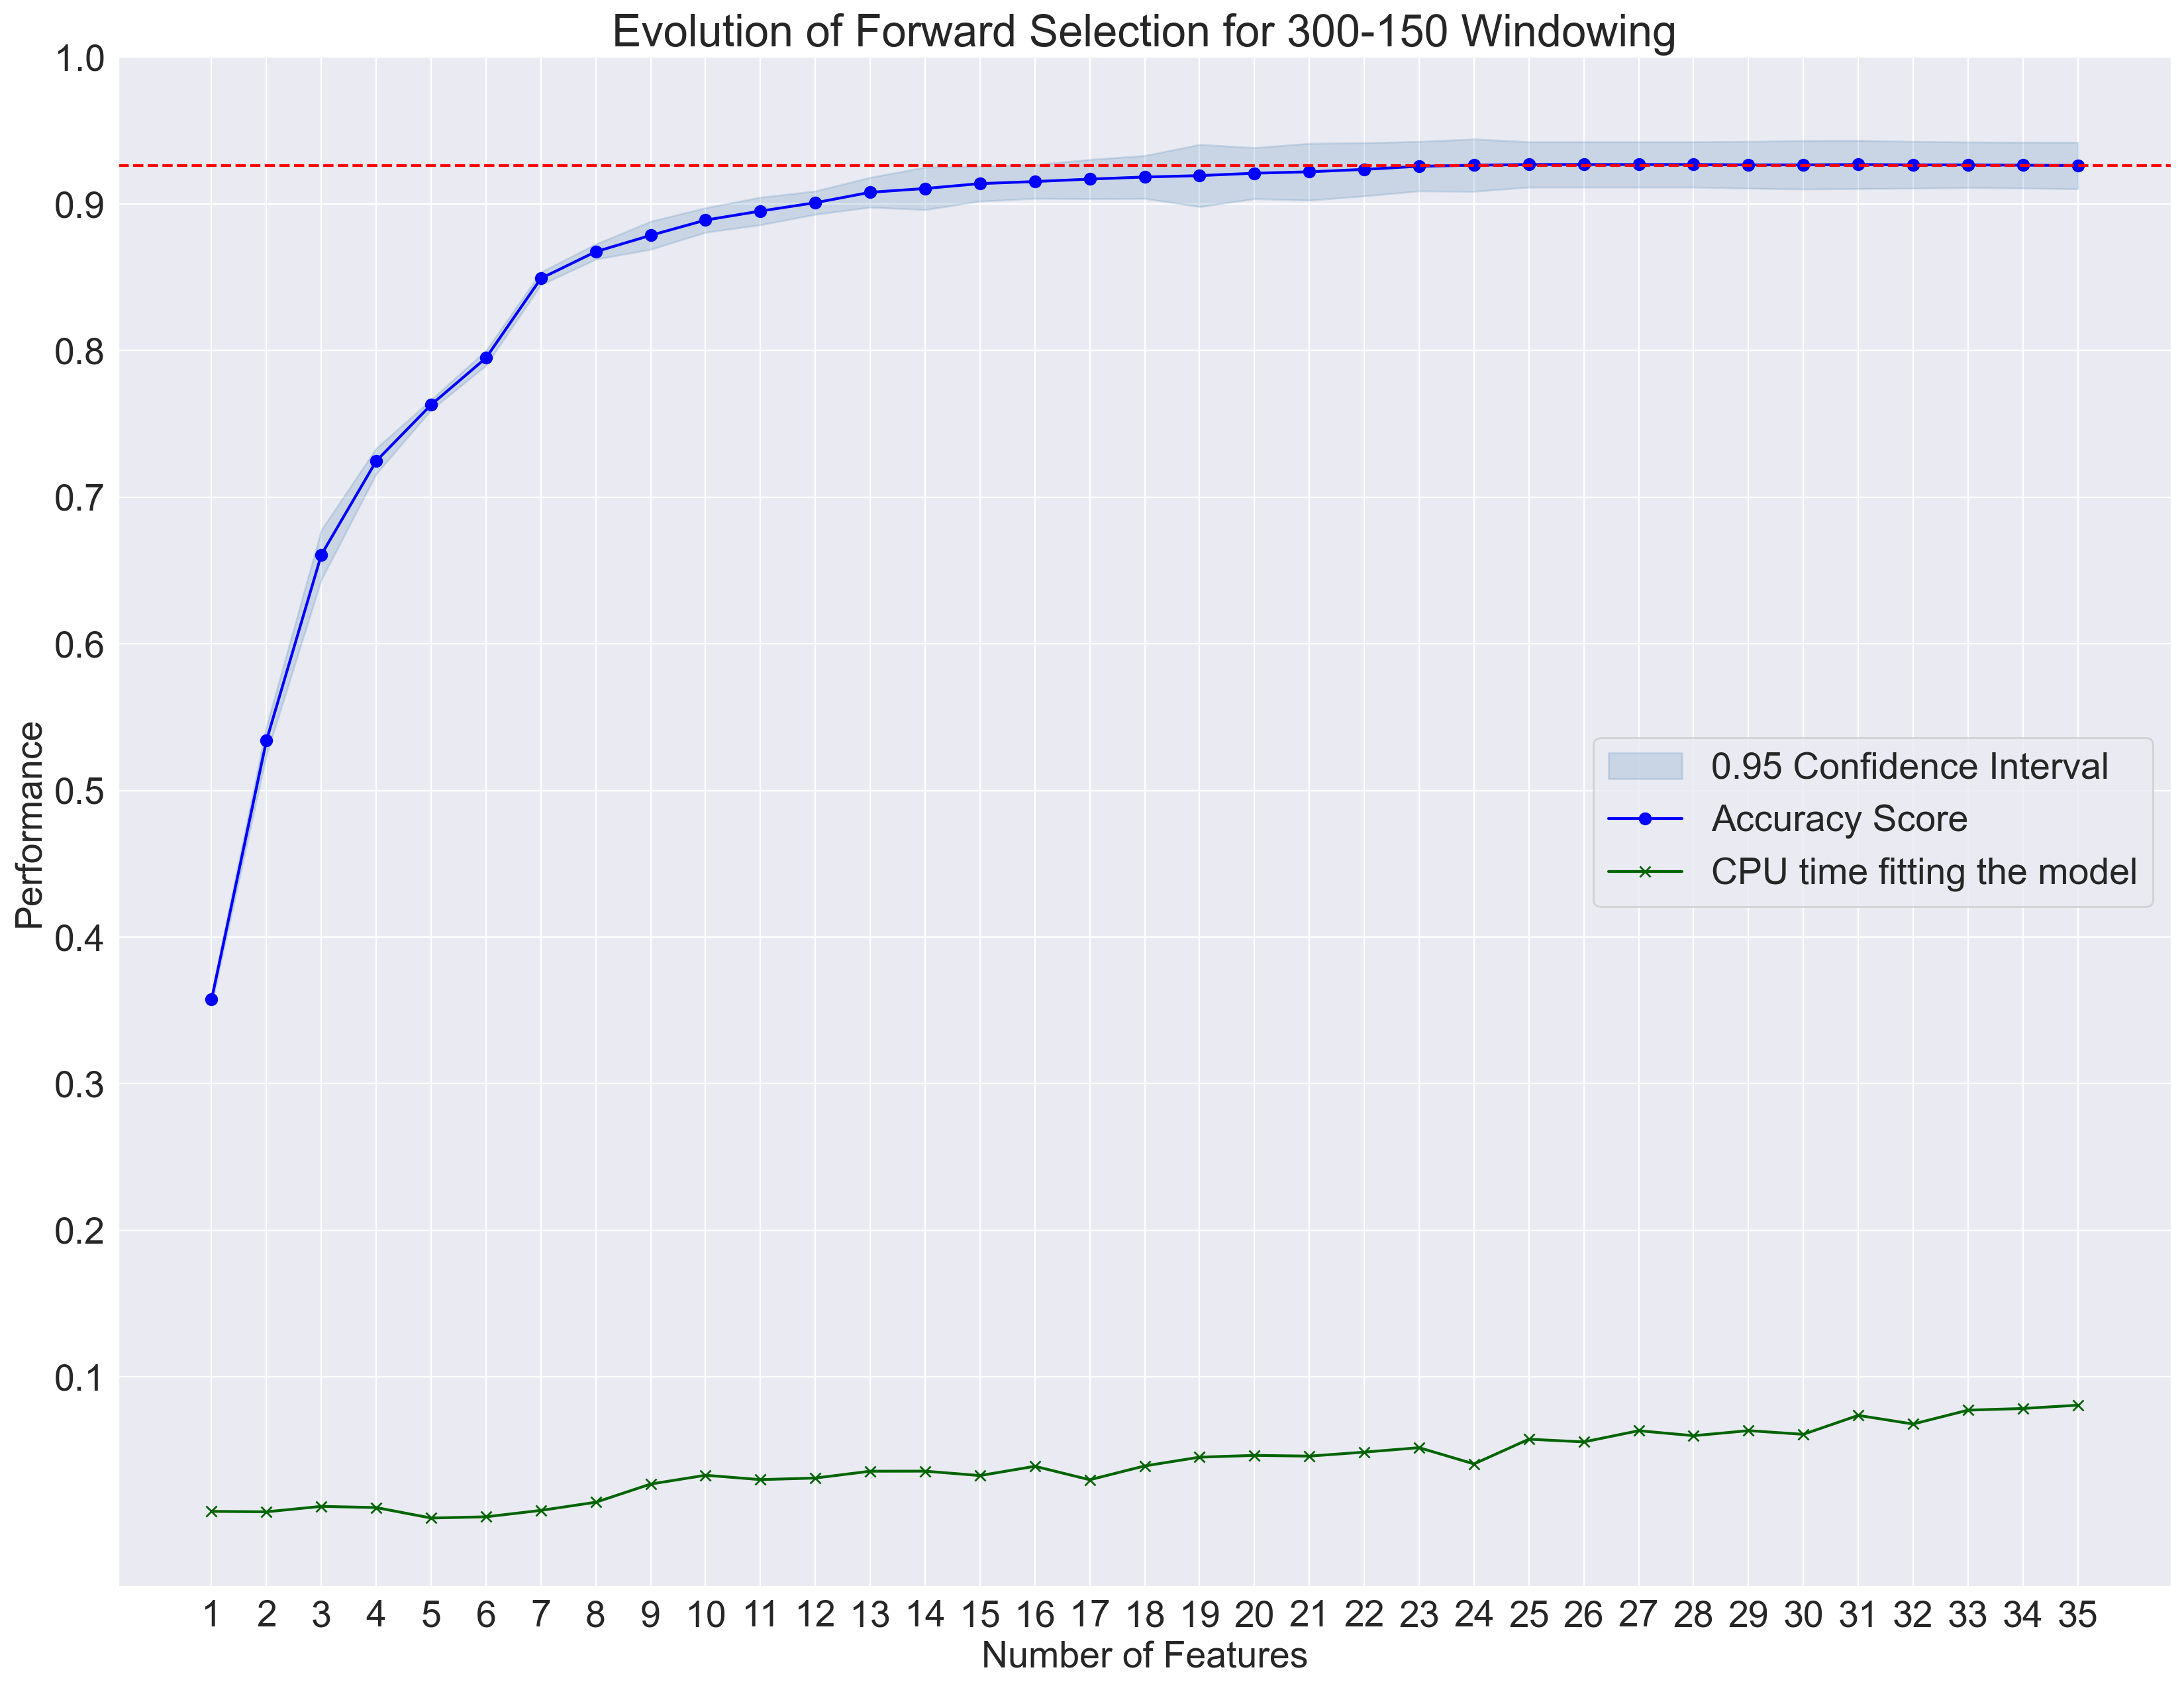 Evolution of Forward Selection for 300-150 Windowing
1.0
0.9
0.8
0.7
0.6
0.5
0.4
0.3
0.2
0.1
Performance
0.95 Confidence Interval
Accuracy Score
CPU time fitting the model
1 2 3 4 5 6 7 8 9 10 11 12 13 14 15 16 17 18 19 20 21 22 23 24 25 26 27 28 29 30 31 32 33 34 35
Number of Features